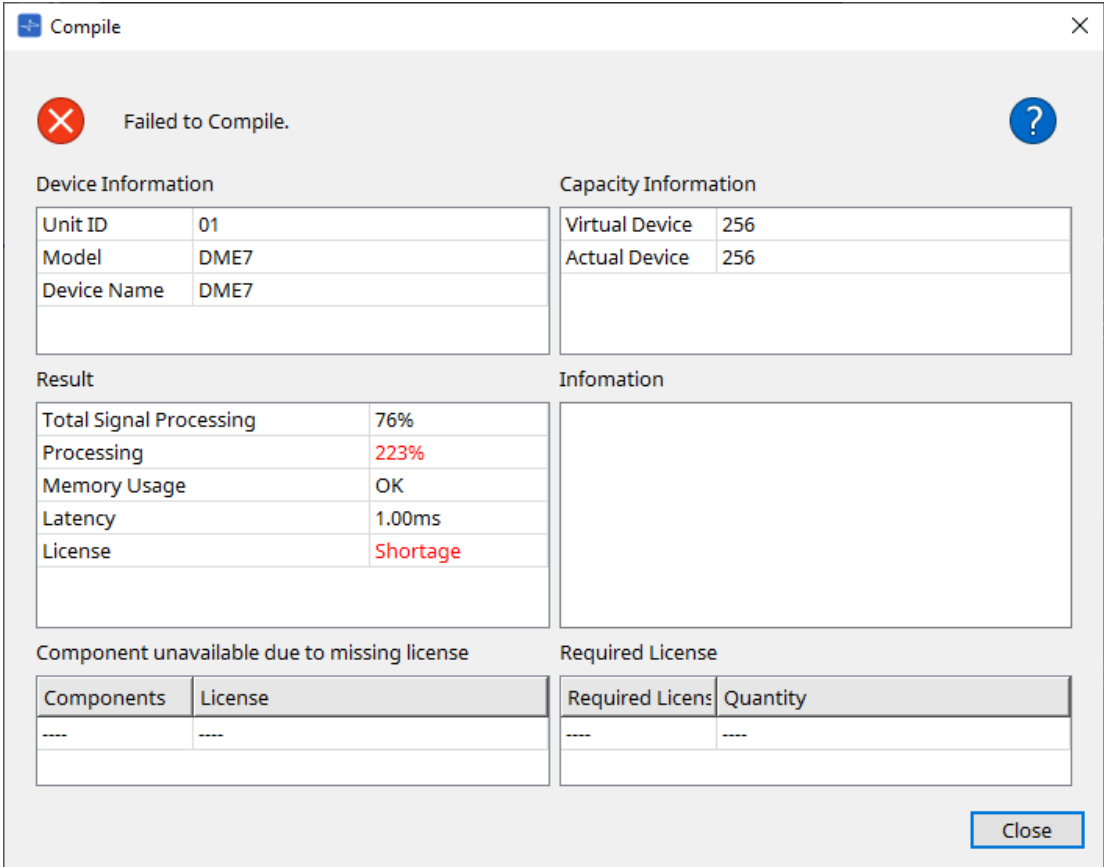 Compile
Failed to Compile.
?
Device Information
Unit ID 01
Model DME7
Device Name DME7
Capacity Information
Virtual Device 256
Actual Device 256
Result
Total Signal Processing 76%
Processing 223%
Memory Usage OK
Latency 1.00ms
License Shortage
Infomation
Component unavailable due to missing license
Components License
---- ----
Required License
Required Licens Quantity
---- ----
Close